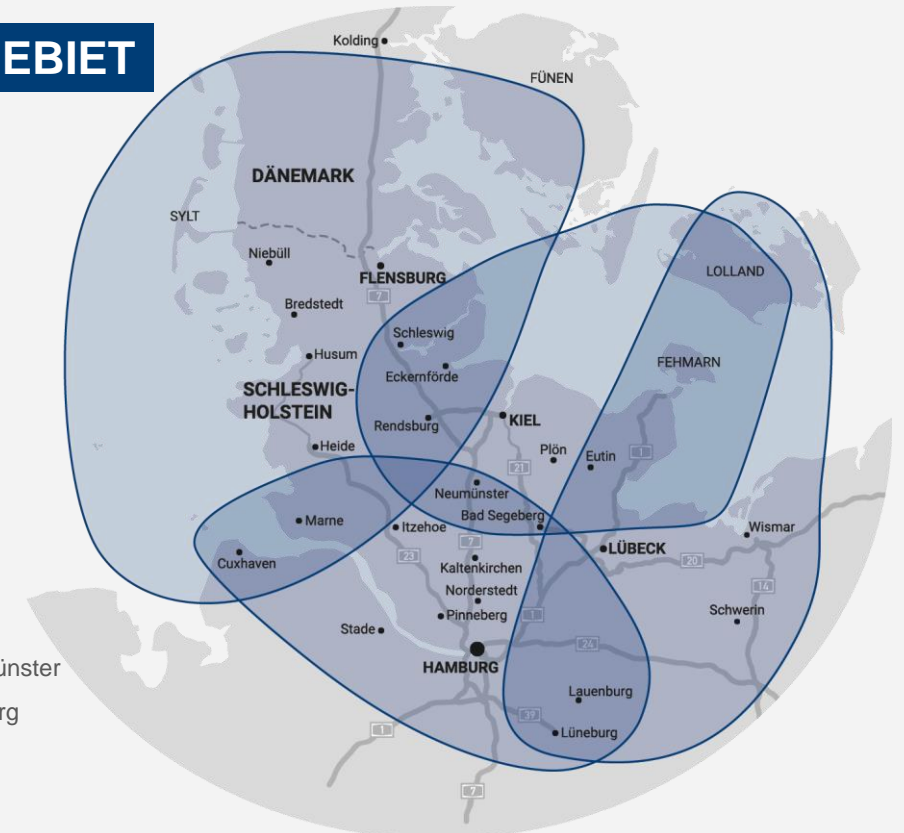 EBIET
Kolding
FÜNEN
DÄNEMARK
SYLT
Niebüll
FLENSBURG
7
LOLLAND
Bredstedt
Schleswig
Husum
FEHMARN
Eckernförde
SCHLESWIG-
HOLSTEIN
KIEL
Rendsburg
Heide
Plön
Eutin
1
21
Neumünster
Marne
Itzehoe
Bad Segeberg
Wismar
7
LÜBECK
Cuxhaven
23
Kaltenkirchen
20
14
Norderstedt
Pinneberg
1
Schwerin
Stade
24
HAMBURG
ünster
Lauenburg
rg
39
1
Lüneburg
7